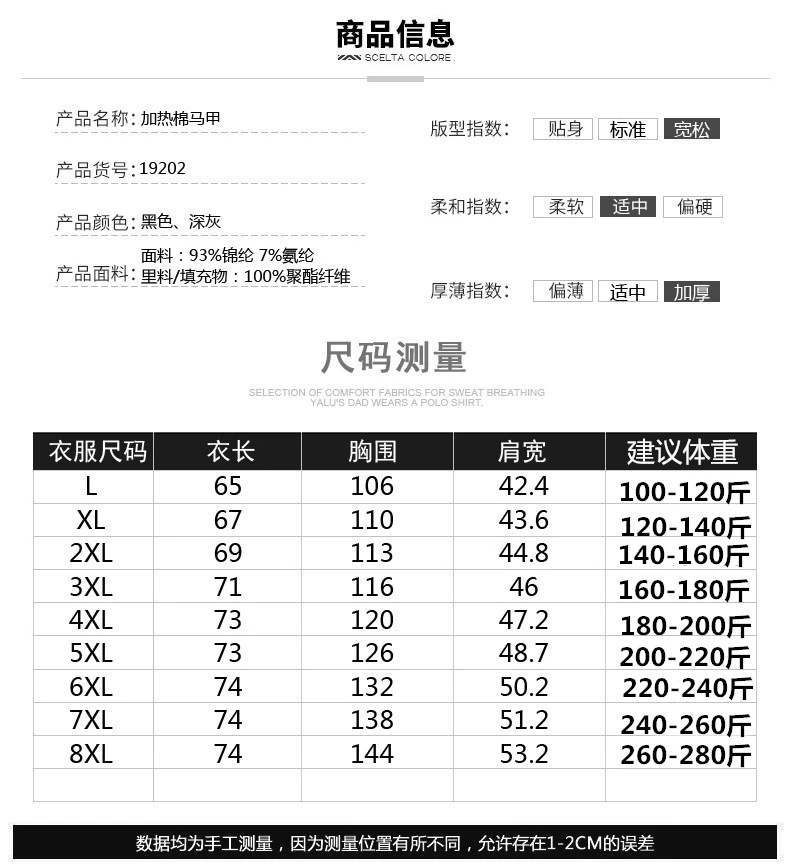 商品信息
SCELTA COLORE
产品名称：加热棉马甲
产品货号：19202
产品颜色：黑色、深灰
产品面料：面料：93%锦纶 7%氨纶
里料/填充物：100%聚酯纤维
版型指数： 贴身 标准 宽松
柔和指数： 柔软 适中 偏硬
厚薄指数： 偏薄 适中 加厚
尺码测量
SELECTION OF COMFORT FABRICS FOR SWEAT BREATHING
YALU'S DAD WEARS A POLO SHIRT.
衣服尺码 衣长 胸围 肩宽 建议体重
L 65 106 42.4 100-120斤
XL 67 110 43.6 120-140斤
2XL 69 113 44.8 140-160斤
3XL 71 116 46 160-180斤
4XL 73 120 47.2 180-200斤
5XL 73 126 48.7 200-220斤
6XL 74 132 50.2 220-240斤
7XL 74 138 51.2 240-260斤
8XL 74 144 53.2 260-280斤
数据均为手工测量，因为测量位置有所不同，允许存在1-2CM的误差